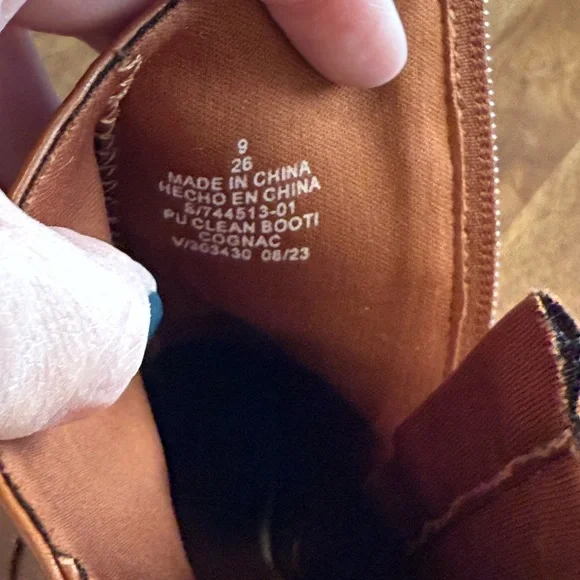 9
26
MADE IN CHINA
HECHO EN CHINA
S/744513-01
PU CLEAN BOOTI
COGNAC
V/303430 08/23